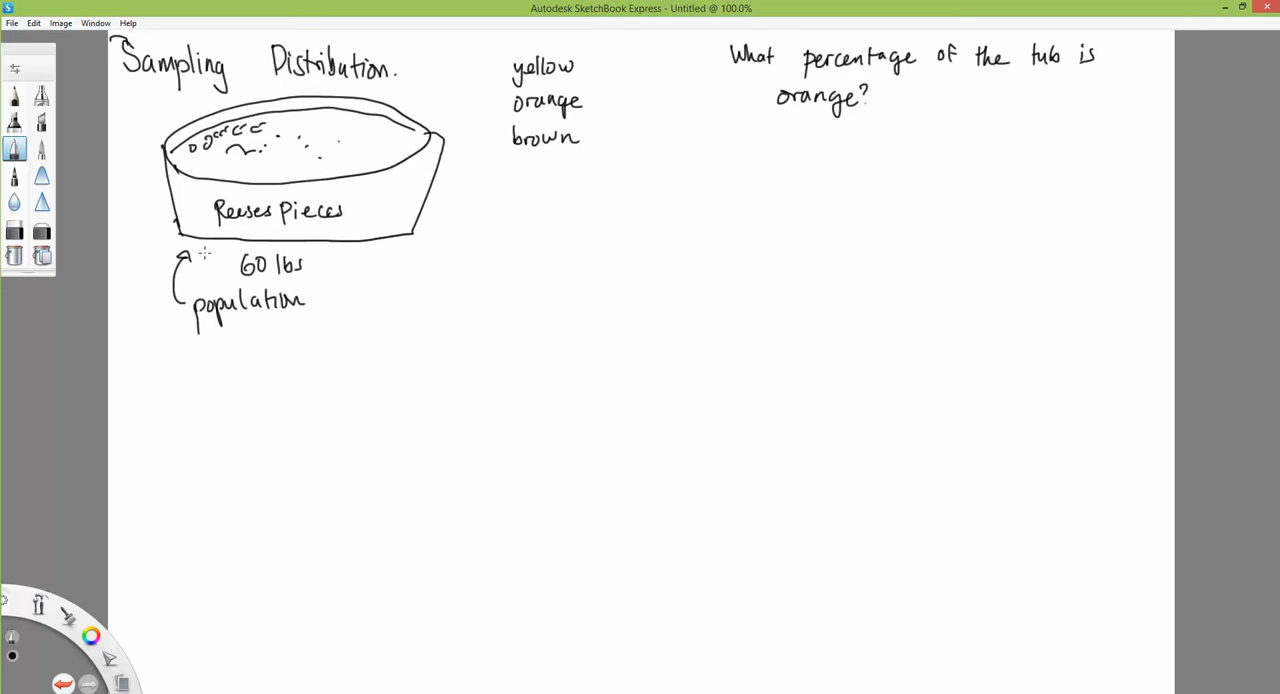 Autodesk SketchBook Express - Untitled @ 100.0%
File Edit Image Window Help
Sampling Distribution.
yellow
orange
brown
What percentage of the tub is
orange?
Reeses Pieces
60 lbs
population